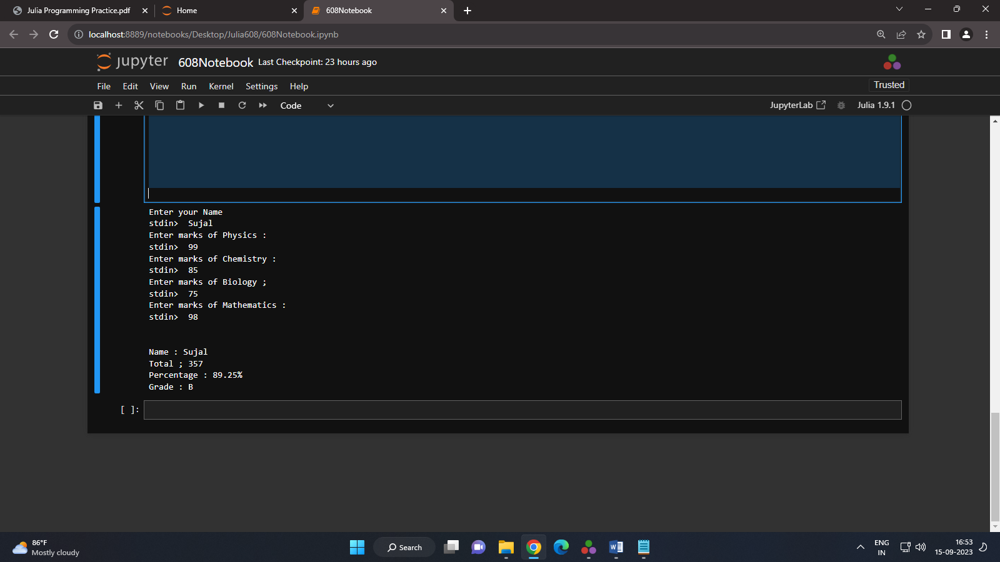 Julia Programming Practice.pdf
Home
608Notebook
localhost:8889/notebooks/Desktop/Julia608/608Notebook.ipynb
jupyter 608Notebook Last Checkpoint: 23 hours ago
File Edit View Run Kernel Settings Help
Trusted
Code
JupyterLab
Julia 1.9.1
Enter your Name
stdin>  Sujal
Enter marks of Physics :
stdin>  99
Enter marks of Chemistry :
stdin>  85
Enter marks of Biology ;
stdin>  75
Enter marks of Mathematics :
stdin>  98
Name : Sujal
Total ; 357
Percentage : 89.25%
Grade : B
[ ]:
86°F
Mostly cloudy
Search
ENG
IN
16:53
15-09-2023